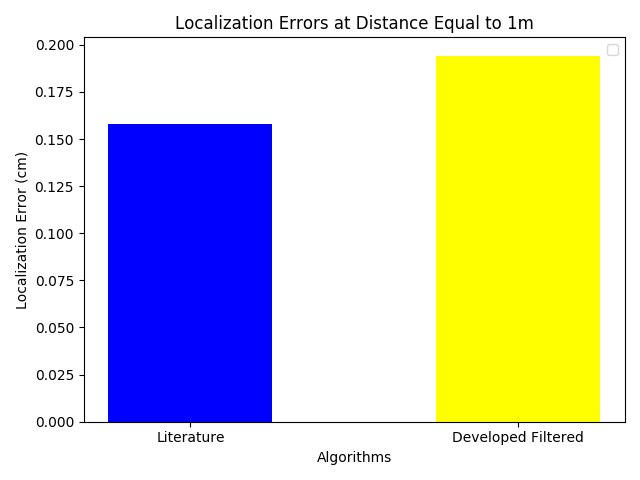 Localization Errors at Distance Equal to 1m
0.200
0.175
0.150
0.125
0.100
0.075
0.050
0.025
0.000
Localization Error (cm)
Literature
Developed Filtered
Algorithms